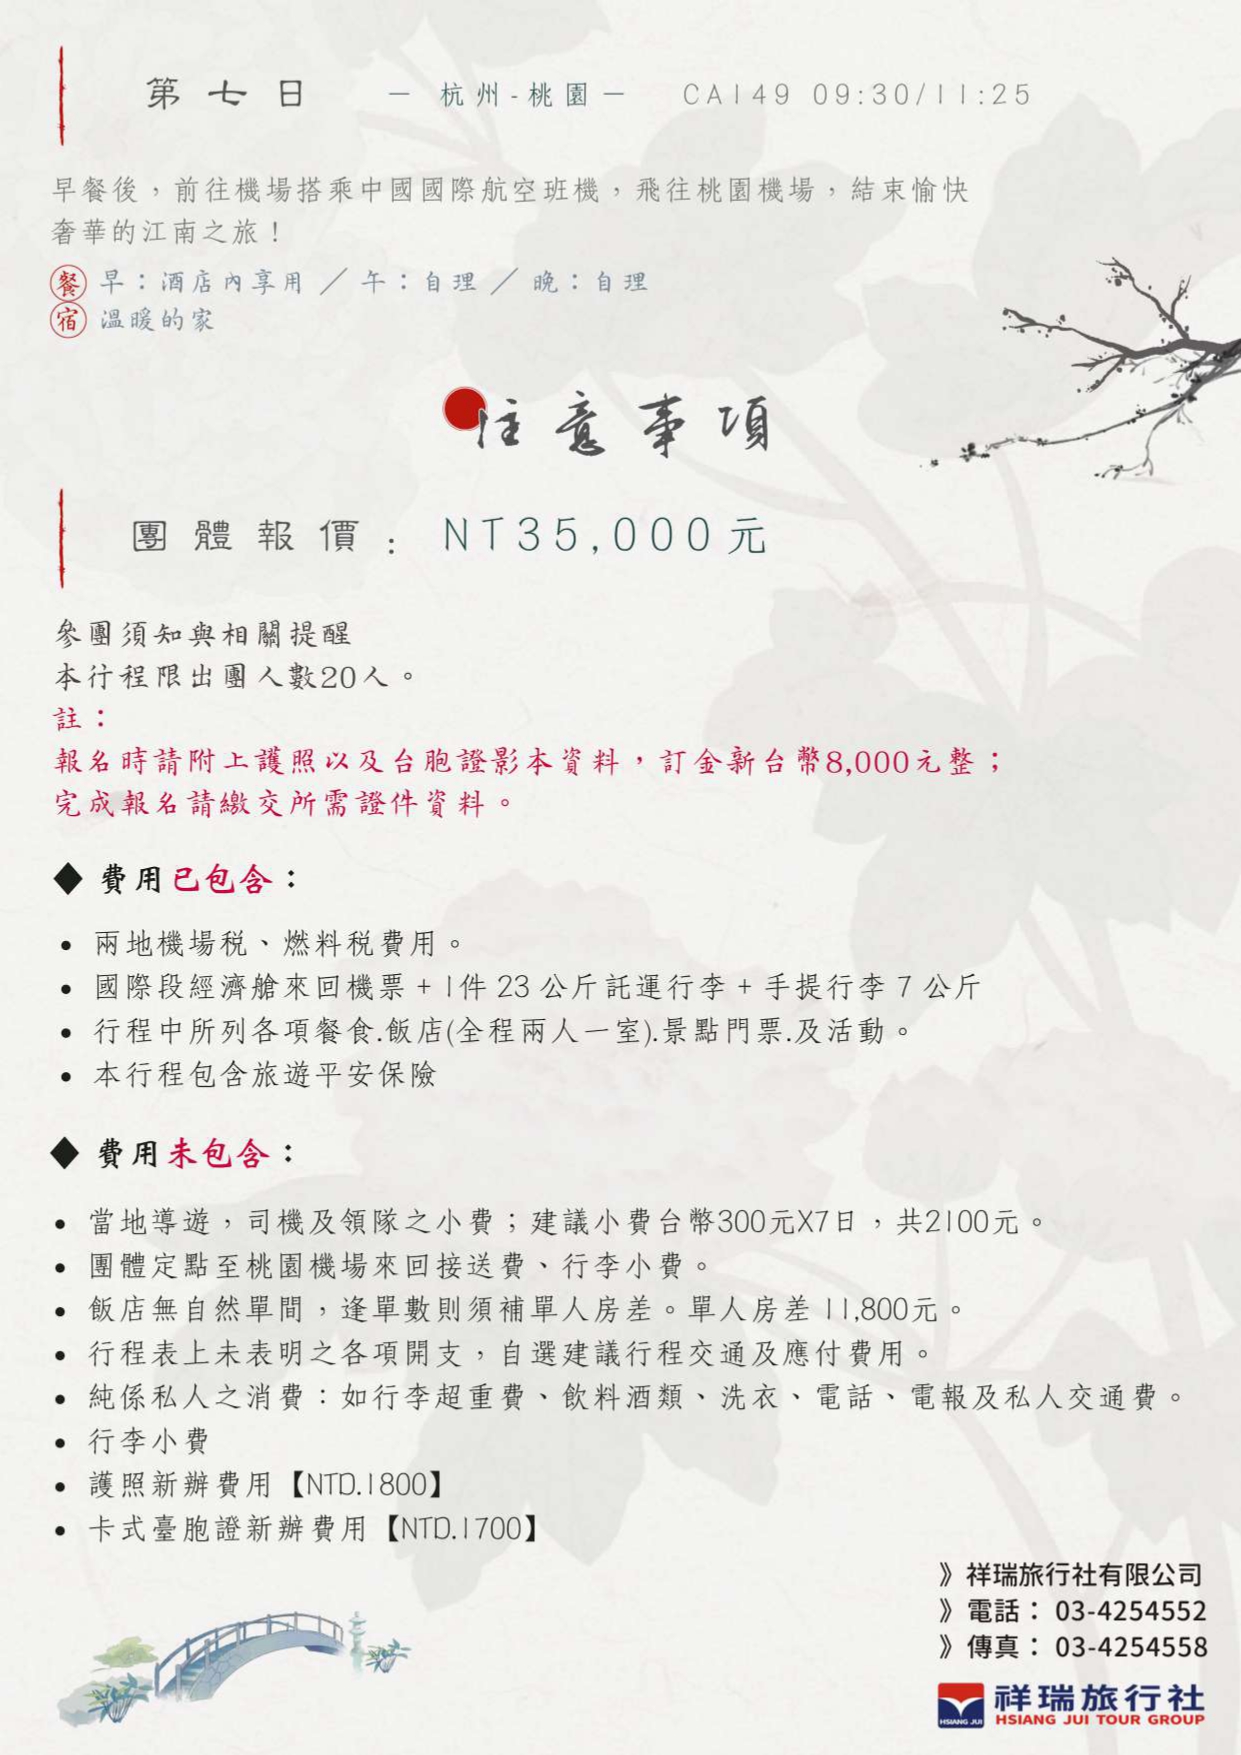 第七日 － 杭州-桃園－ CA149 09:30/11:25
早餐後，前往機場搭乘中國國際航空班機，飛往桃園機場，結束愉快
奢華的江南之旅！
餐 早：酒店內享用 ／ 午：自理 ／ 晚：自理
宿 溫暖的家
注意事項
團體報價： NT35,000元
參團須知與相關提醒
本行程限出團人數20人。
註：
報名時請附上護照以及台胞證影本資料，訂金新台幣8,000元整；
完成報名請繳交所需證件資料。
◆ 費用已包含：
• 兩地機場稅、燃料稅費用。
• 國際段經濟艙來回機票 + 1件 23 公斤託運行李 + 手提行李 7 公斤
• 行程中所列各項餐食.飯店(全程兩人一室).景點門票.及活動。
• 本行程包含旅遊平安保險
◆ 費用未包含：
• 當地導遊，司機及領隊之小費；建議小費台幣300元X7日，共2100元。
• 團體定點至桃園機場來回接送費、行李小費。
• 飯店無自然單間，逢單數則須補單人房差。單人房差 11,800元。
• 行程表上未表明之各項開支，自選建議行程交通及應付費用。
• 純係私人之消費：如行李超重費、飲料酒類、洗衣、電話、電報及私人交通費。
• 行李小費
• 護照新辦費用【NTD.1800】
• 卡式臺胞證新辦費用【NTD.1700】
》祥瑞旅行社有限公司
》電話： 03-4254552
》傳真： 03-4254558
祥瑞旅行社
HSIANG JUI HSIANG JUI TOUR GROUP